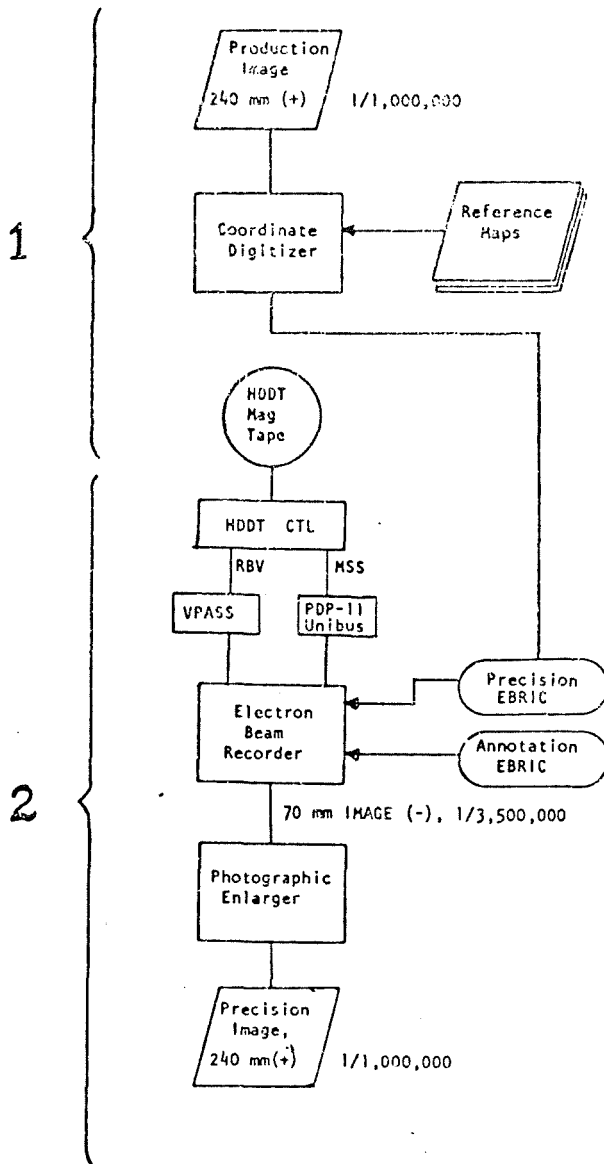 Production
Image
240 mm (+) 1/1,000,000
1
Coordinate
Digitizer
Reference
Maps
HDDT
Mag
Tape
HDDT CTL
RBV MSS
VPASS
PDP-11
Unibus
Precision
EBRIC
Electron
Beam
Recorder
Annotation
EBRIC
2
70 mm IMAGE (-), 1/3,500,000
Photographic
Enlarger
Precision
Image,
240 mm(+) 1/1,000,000